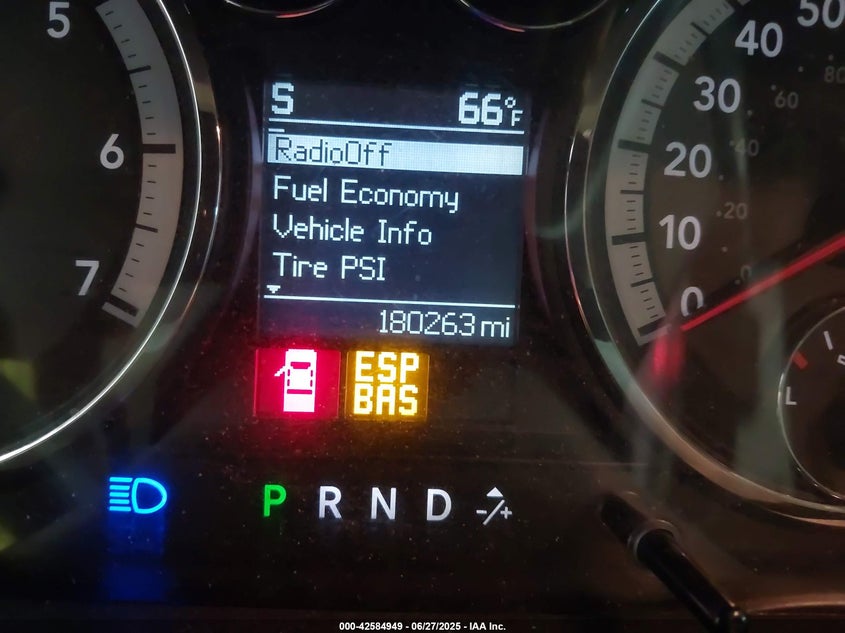 5
6
7
S 66°F
RadioOff
Fuel Economy
Vehicle Info
Tire PSI
180263 mi
ESP
BAS
P R N D -/+
50
40
30
20
10
0
80
60
40
20
0
L
000-42584949 - 06/27/2025 - IAA Inc.